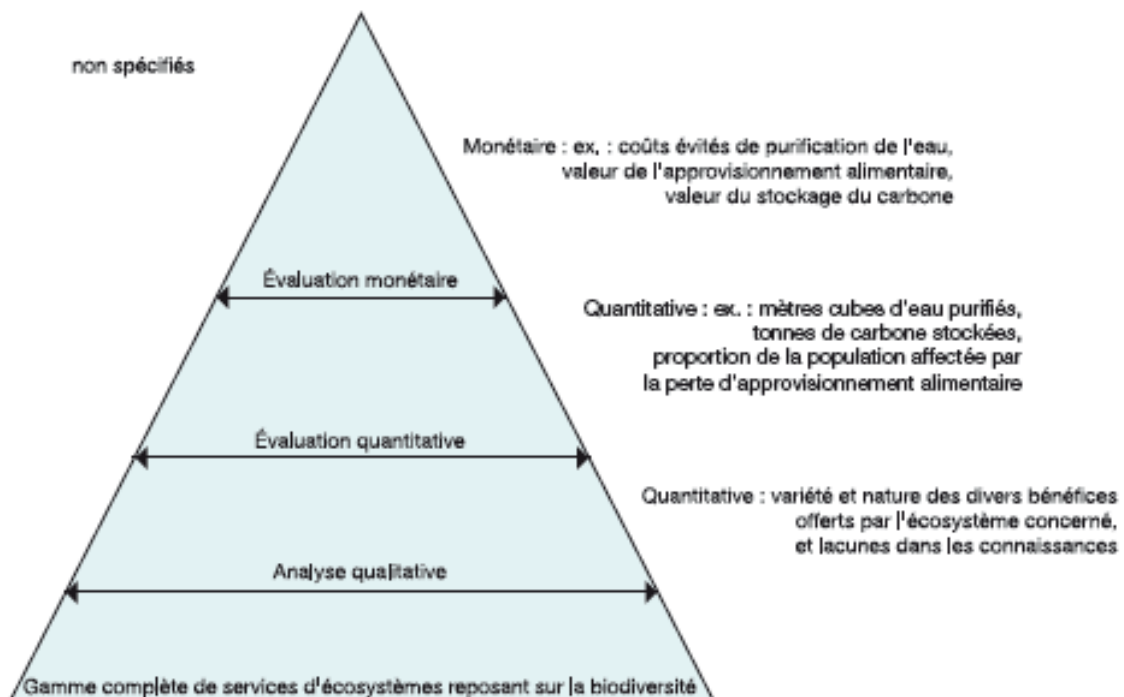 non spécifiés
Monétaire : ex. : coûts évités de purification de l'eau,
valeur de l'approvisionnement alimentaire,
valeur du stockage du carbone
Évaluation monétaire
Quantitative : ex. : mètres cubes d'eau purifiés,
tonnes de carbone stockées,
proportion de la population affectée par
la perte d'approvisionnement alimentaire
Évaluation quantitative
Quantitative : variété et nature des divers bénéfices
offerts par l'écosystème concerné,
et lacunes dans les connaissances
Analyse qualitative
Gamme complète de services d'écosystèmes reposant sur la biodiversité